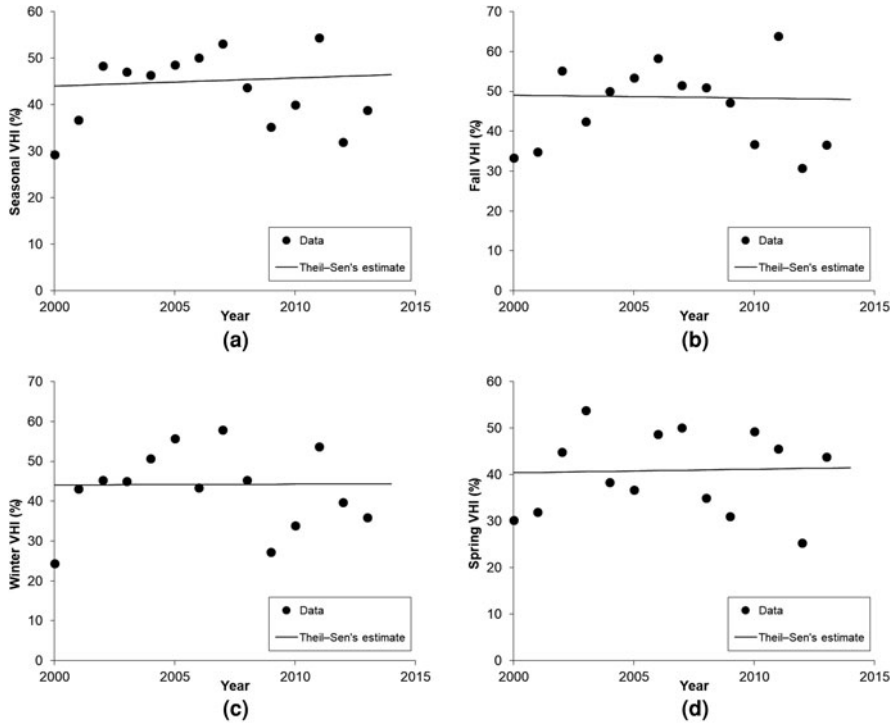 60
50
40
30
20
10
0
Seasonal VHI (%)
Data
Theil–Sen's estimate
2000 2005 2010 2015
Year
(a)
70
60
50
40
30
20
10
0
Fall VHI (%)
Data
Theil–Sen's estimate
2000 2005 2010 2015
Year
(b)
70
60
50
40
30
20
10
0
Winter VHI (%)
Data
Theil–Sen's estimate
2000 2005 2010 2015
Year
(c)
60
50
40
30
20
10
0
Spring VHI (%)
Data
Theil–Sen's estimate
2000 2005 2010 2015
Year
(d)